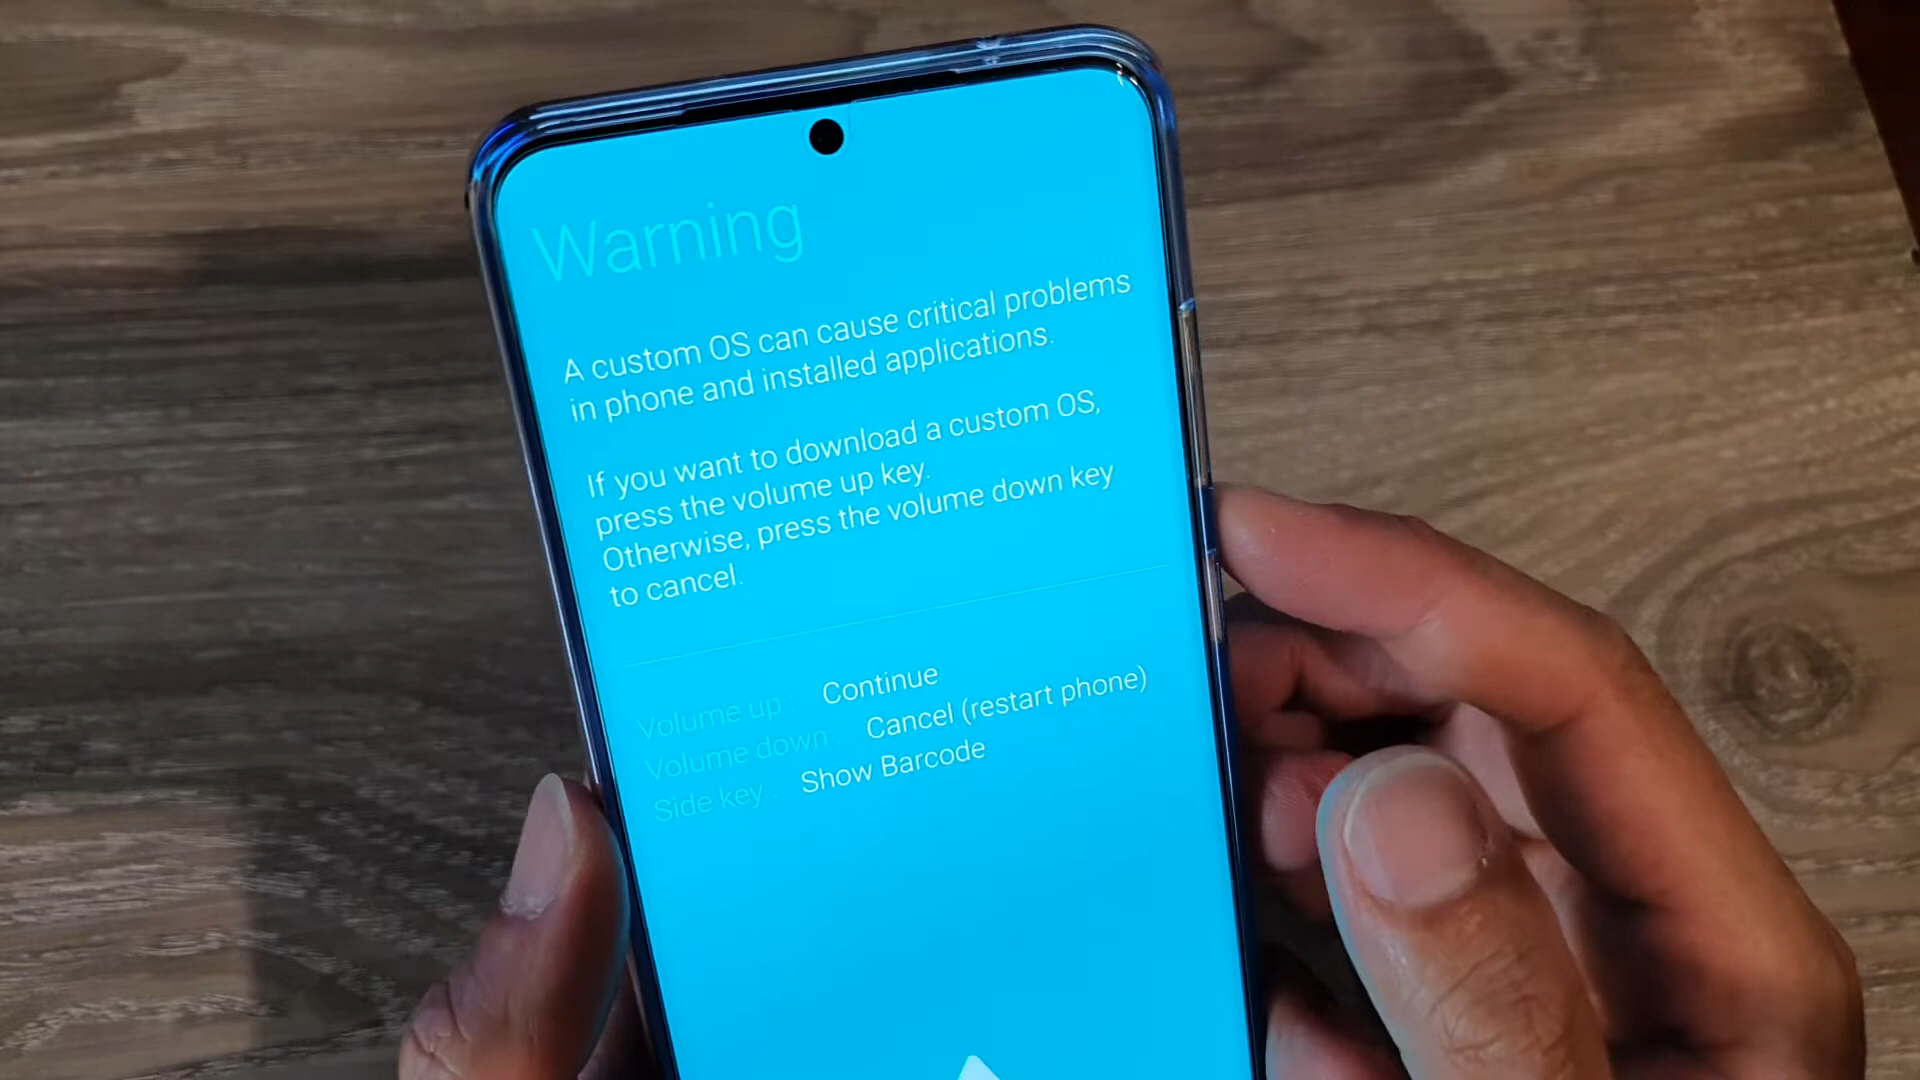 Warning
A custom OS can cause critical problems
in phone and installed applications.
If you want to download a custom OS,
press the volume up key.
Otherwise, press the volume down key
to cancel.
Volume up : Continue
Volume down Cancel (restart phone)
Side key : Show Barcode